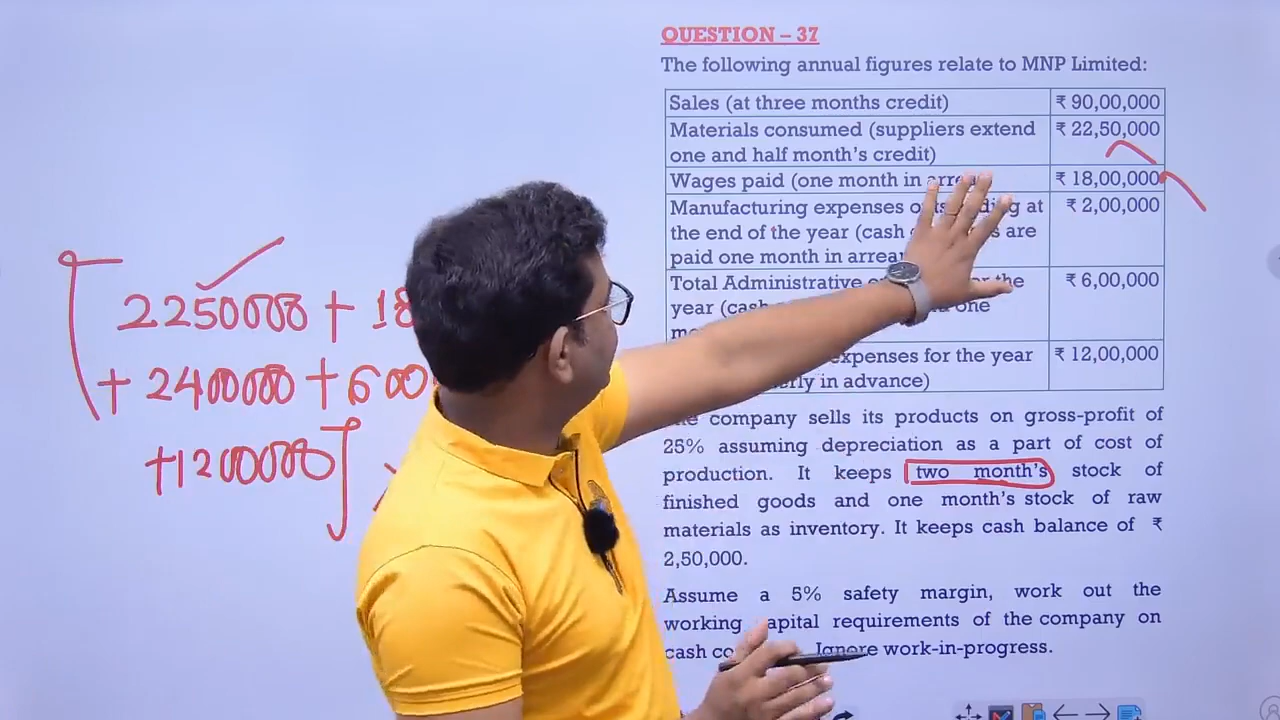 QUESTION – 37
The following annual figures relate to MNP Limited:
Sales (at three months credit) ₹ 90,00,000
Materials consumed (suppliers extend ₹ 22,50,000
one and half month's credit)
Wages paid (one month in ₹ 18,00,000
Manufacturing expenses at ₹ 2,00,000
the end of the year (cash are
paid one month in
Total Administrative the ₹ 6,00,000
year
expenses for the year ₹ 12,00,000
in advance)
company sells its products on gross-profit of
25% assuming depreciation as a part of cost of
production. It keeps two month's stock of
finished goods and one month's stock of raw
materials as inventory. It keeps cash balance of ₹
2,50,000.
Assume a 5% safety margin, work out the
working requirements of the company on
cash Ignore work-in-progress.
2250000 + 18
+ 2400000 + 600
+1200000